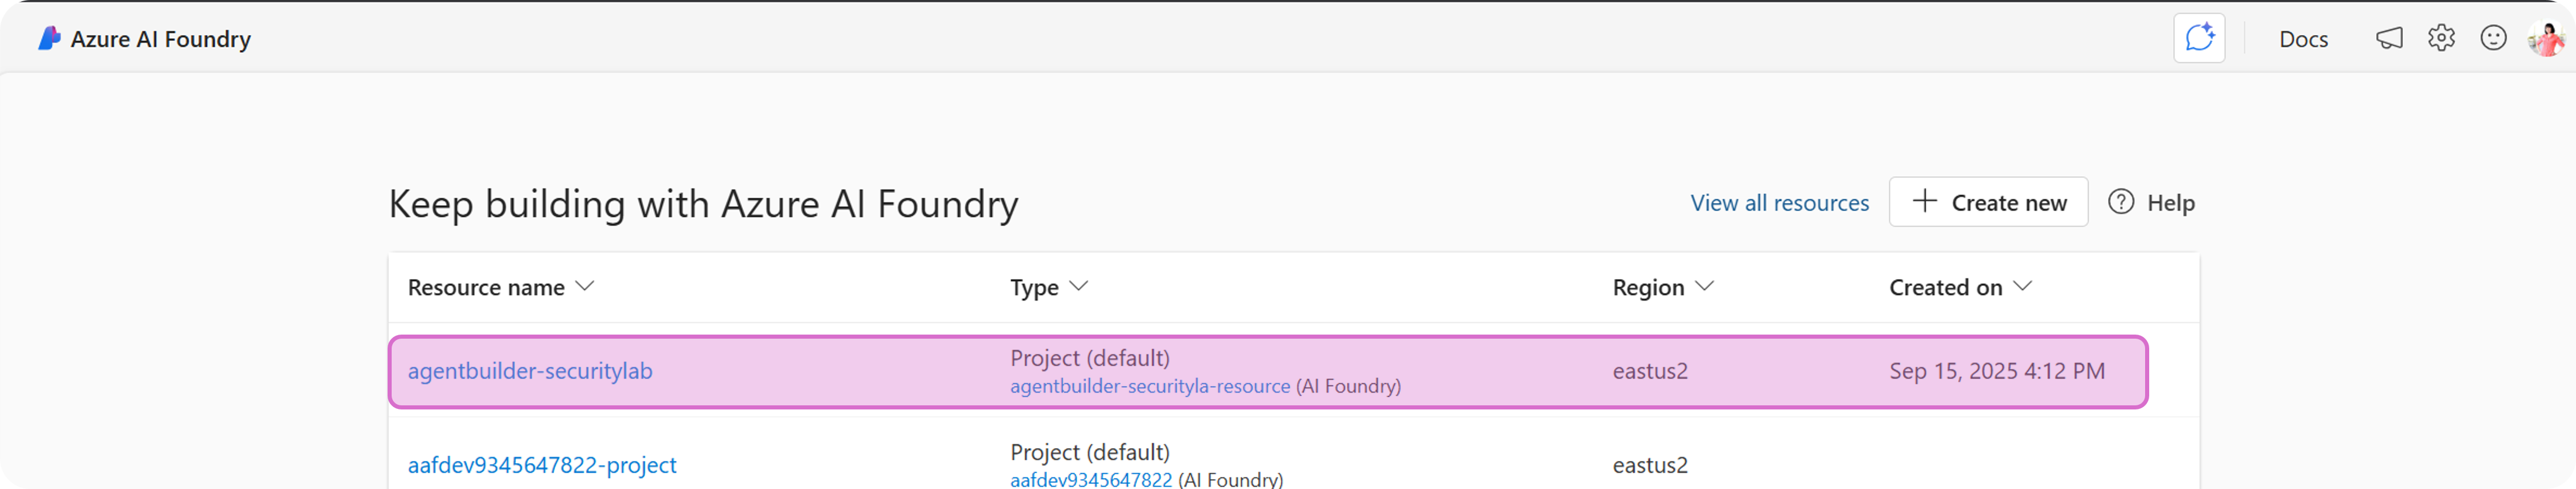 Azure AI Foundry
Docs
Keep building with Azure AI Foundry
View all resources
Create new
Help
Resource name
Type
Region
Created on
agentbuilder-securitylab
Project (default)
agentbuilder-securityla-resource (AI Foundry)
eastus2
Sep 15, 2025 4:12 PM
aafdev9345647822-project
Project (default)
aafdev9345647822 (AI Foundry)
eastus2